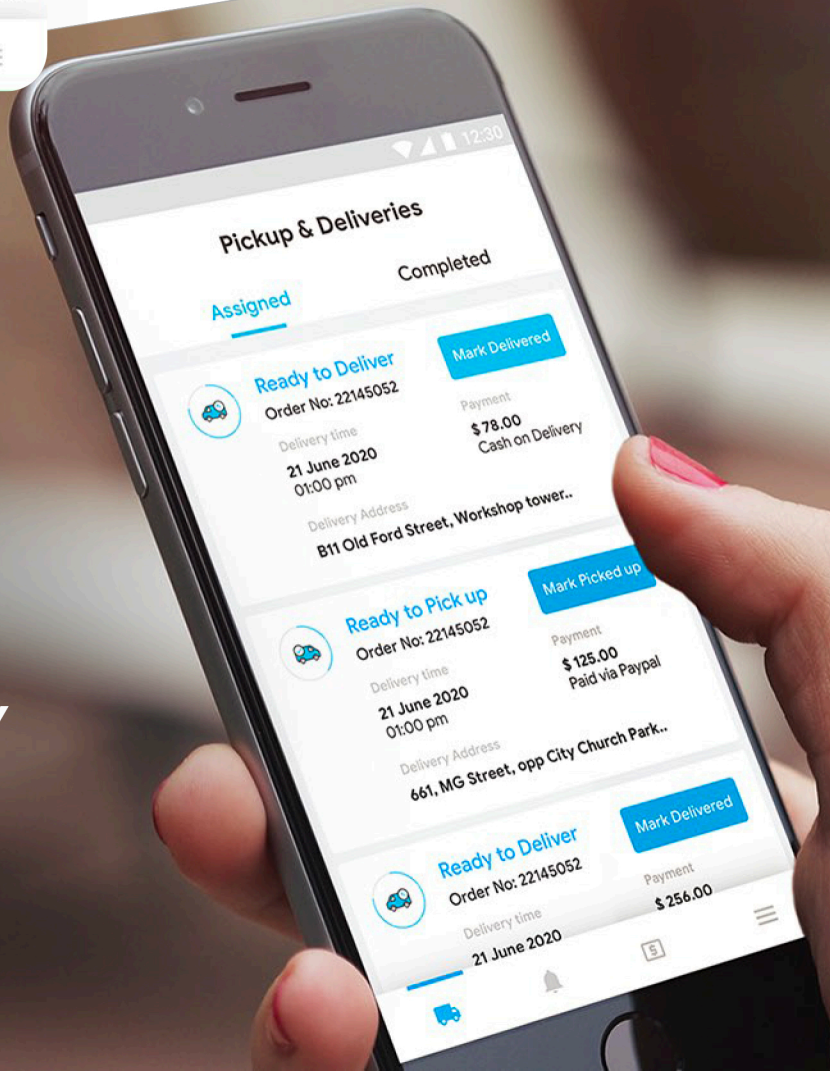 12:30
Pickup & Deliveries
Assigned
Completed
Ready to Deliver
Mark Delivered
Order No: 22145052
Delivery time
Payment
21 June 2020
$ 78.00
01:00 pm
Cash on Delivery
Delivery Address
B11 Old Ford Street, Workshop tower..
Ready to Pick up
Mark Picked up
Order No: 22145052
Delivery time
Payment
21 June 2020
$ 125.00
01:00 pm
Paid via Paypal
Delivery Address
661, MG Street, opp City Church Park..
Ready to Deliver
Mark Delivered
Order No: 22145052
Delivery time
Payment
21 June 2020
$ 256.00
$